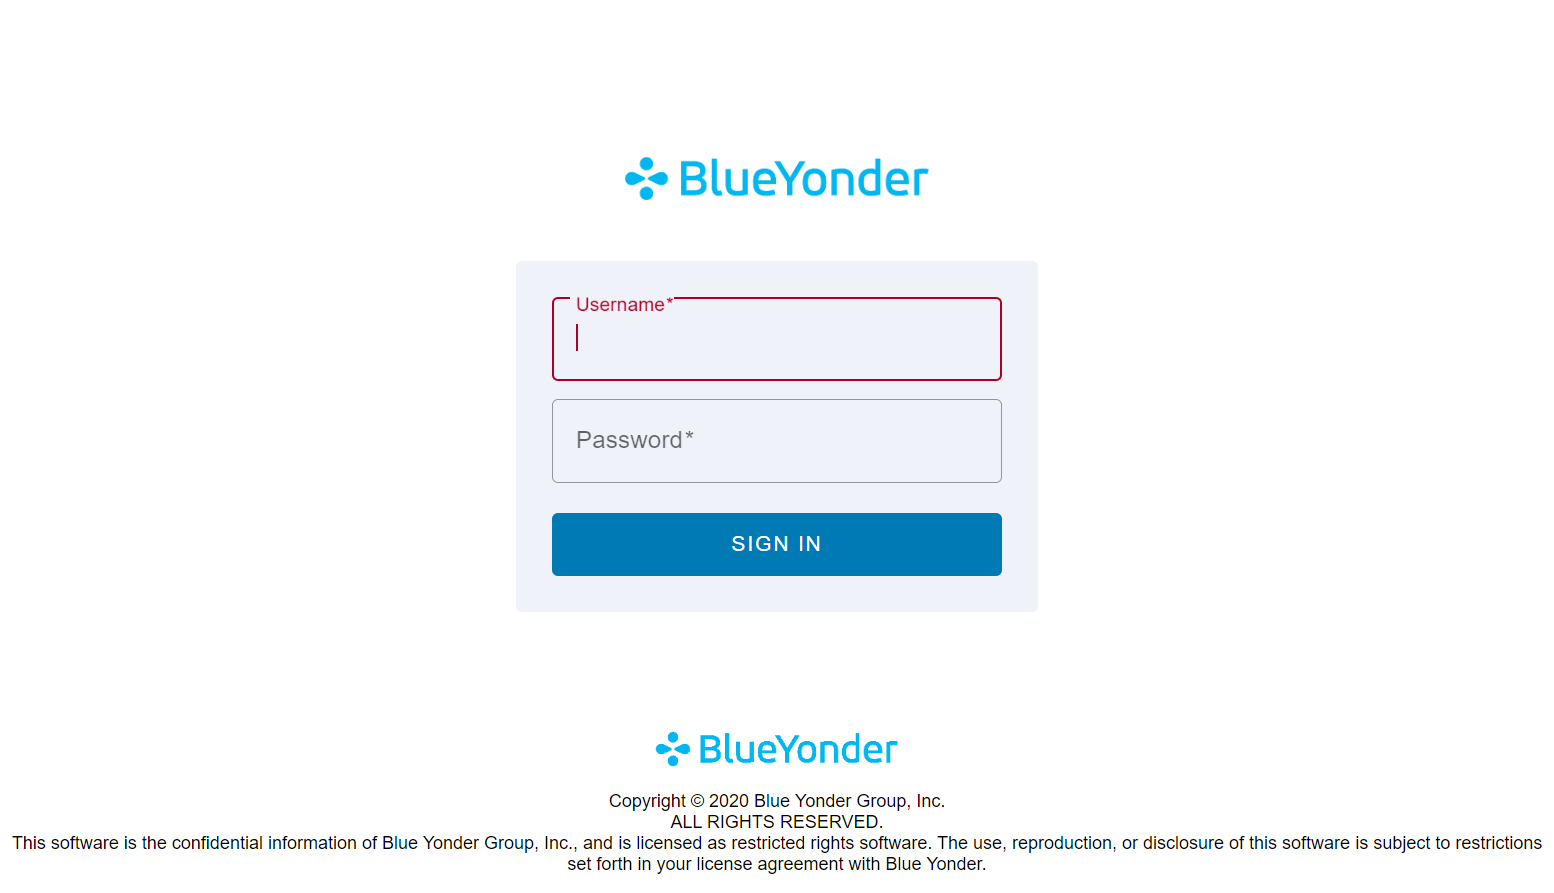 BlueYonder
Username*
Password*
SIGN IN
BlueYonder
Copyright © 2020 Blue Yonder Group, Inc.
ALL RIGHTS RESERVED.
This software is the confidential information of Blue Yonder Group, Inc., and is licensed as restricted rights software. The use, reproduction, or disclosure of this software is subject to restrictions
set forth in your license agreement with Blue Yonder.